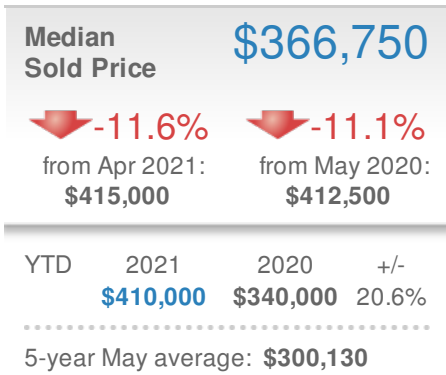 Median
Sold Price
$366,750
-11.6% -11.1%
from Apr 2021: from May 2020:
$415,000 $412,500
YTD 2021 2020 +/-
$410,000 $340,000 20.6%
5-year May average: $300,130